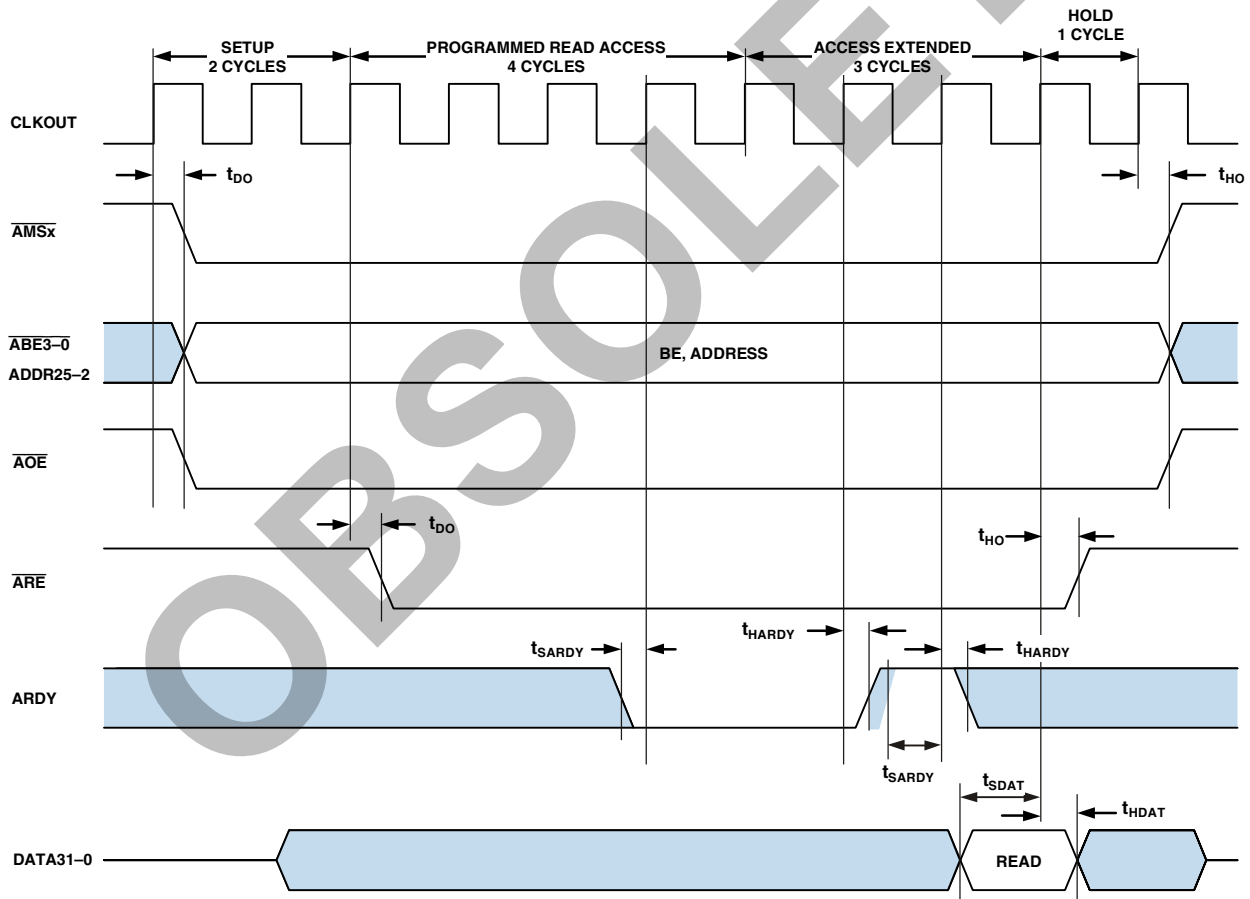 SETUP
2 CYCLES
PROGRAMMED READ ACCESS
4 CYCLES
ACCESS EXTENDED
3 CYCLES
HOLD
1 CYCLE
CLKOUT
tDO
tHO
AMSx
ABE3–0
ADDR25–2
BE, ADDRESS
AOE
tDO
tHO
ARE
tSARDY
tHARDY
tHARDY
ARDY
tSARDY
tSDAT
tHDAT
DATA31–0
READ
OBSOLE